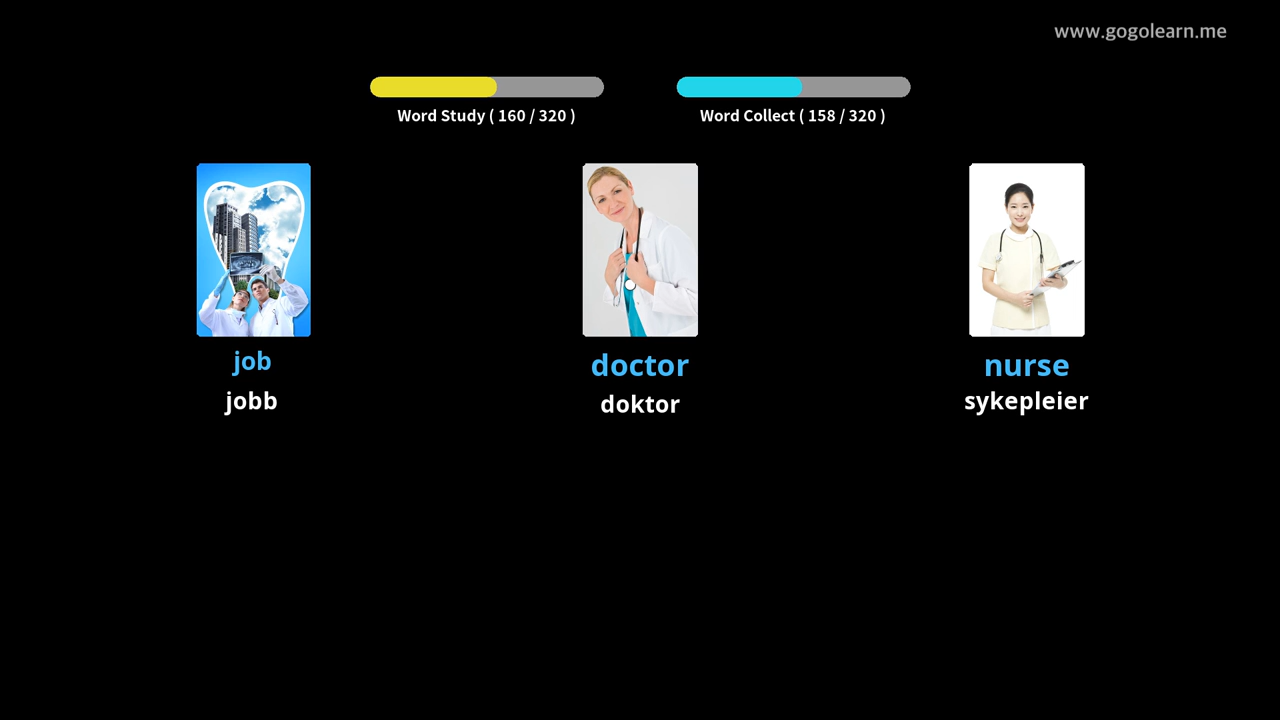 www.gogolearn.me
Word Study ( 160 / 320 )
Word Collect ( 158 / 320 )
job
jobb
doctor
doktor
nurse
sykepleier